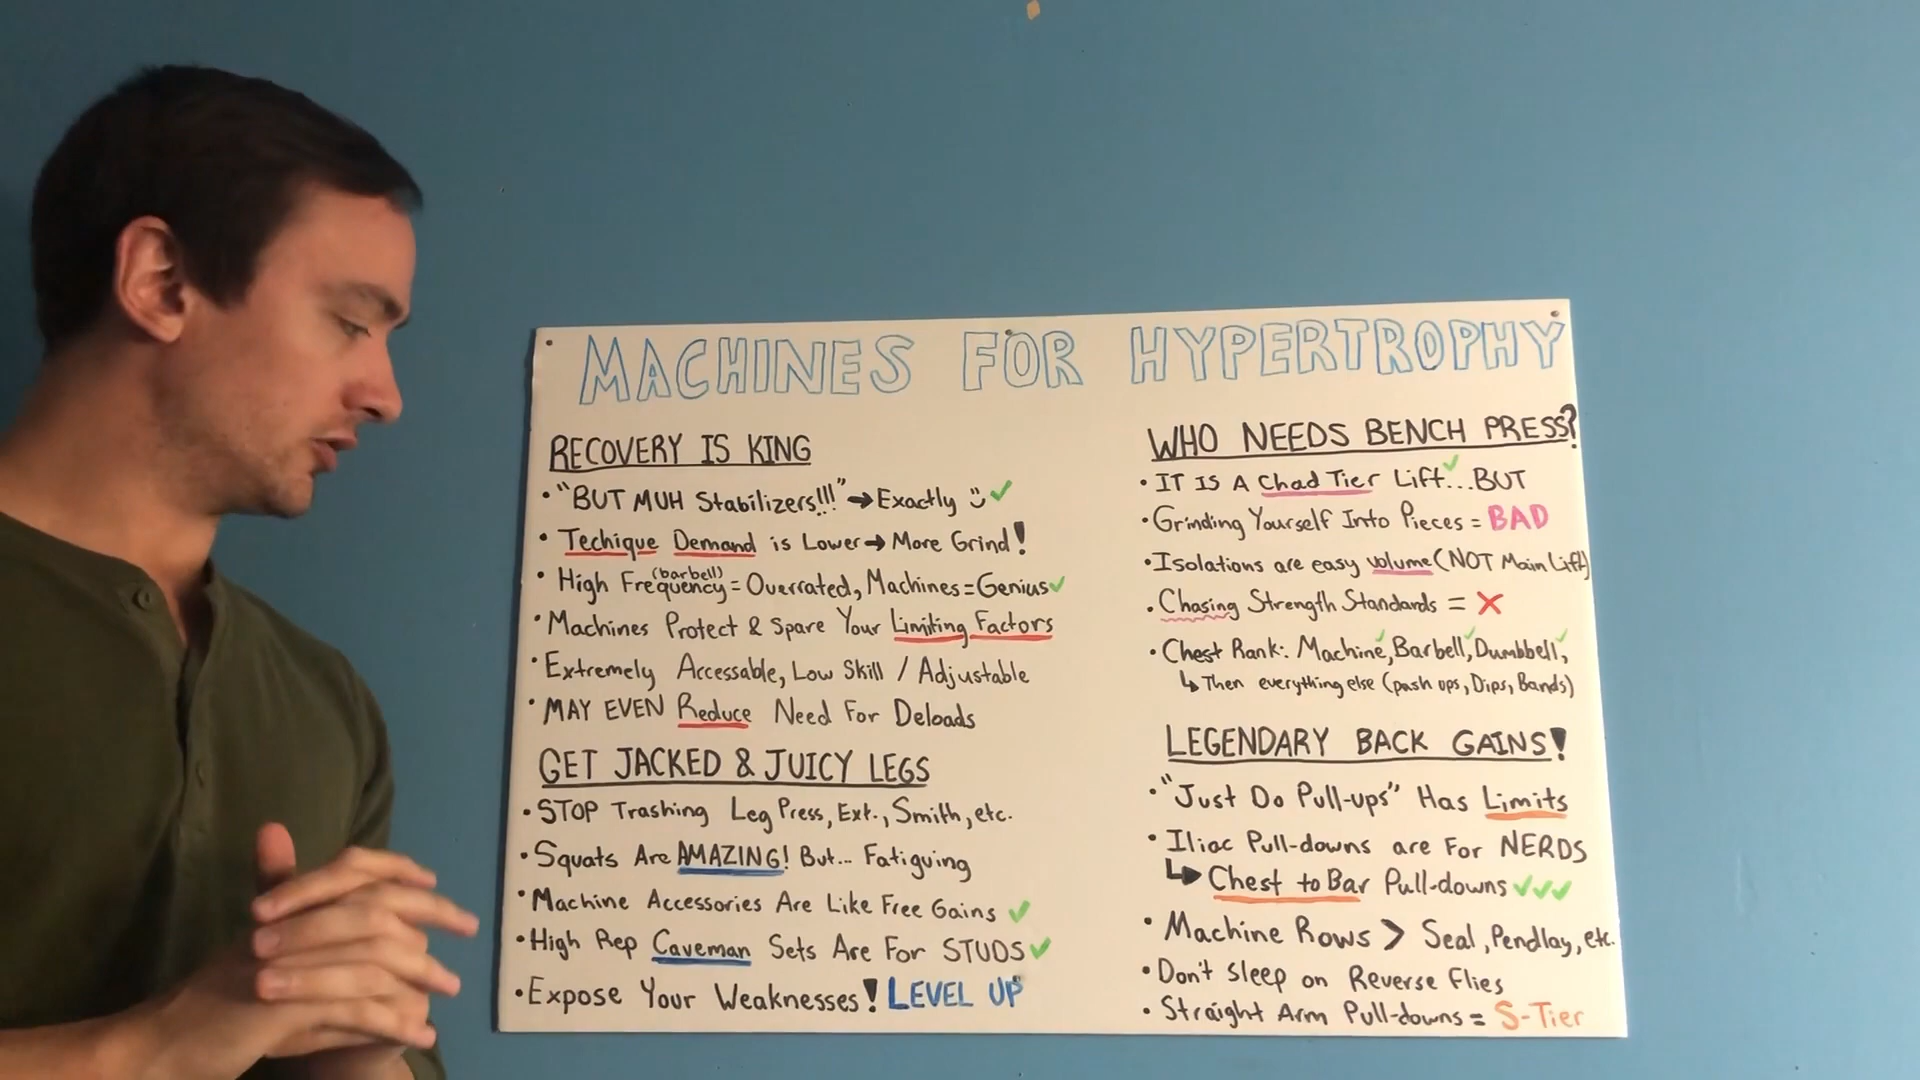 MACHINES FOR HYPERTROPHY
RECOVERY IS KING
• "BUT MUH Stabilizers!!!" → Exactly :) ✓
• Techique Demand is Lower → More Grind!
• High Frequency (barbell) = Overrated, Machines = Genius ✓
• Machines Protect & Spare Your Limiting Factors
• Extremely Accessable, Low Skill / Adjustable
• MAY EVEN Reduce Need For Deloads
GET JACKED & JUICY LEGS
• STOP Trashing Leg Press, Ext., Smith, etc.
• Squats Are AMAZING! But... Fatiguing
• Machine Accessories Are Like Free Gains ✓
• High Rep Caveman Sets Are For STUDS ✓
• Expose Your Weaknesses! LEVEL UP
WHO NEEDS BENCH PRESS?
• IT IS A Chad Tier Lift ✓... BUT
• Grinding Yourself Into Pieces = BAD
• Isolations are easy volume (NOT Main Lift)
• Chasing Strength Standards = X
• Chest Rank: Machine ✓, Barbell ✓, Dumbbell ✓,
↳ Then everything else (push ups, Dips, Bands)
LEGENDARY BACK GAINS!
• "Just Do Pull-ups" Has Limits
• Iliac Pull-downs are For NERDS
↳ Chest to Bar Pull-downs ✓✓✓
• Machine Rows > Seal, Pendlay, etc.
• Don't Sleep on Reverse Flies
• Straight Arm Pull-downs = S-Tier